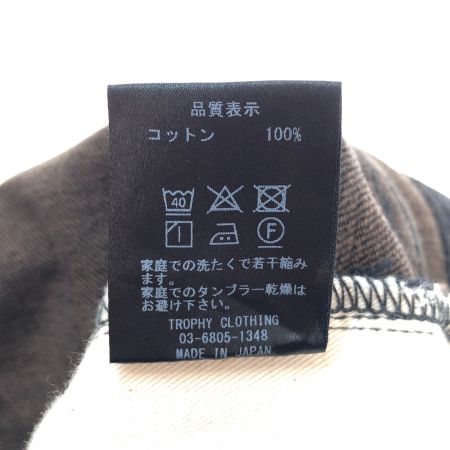 品質表示
コットン 100%
40
F
家庭での洗たくで若干縮み
ます。
家庭でのタンブラー乾燥は
お避け下さい。
TROPHY CLOTHING
03-6805-1348
MADE IN JAPAN